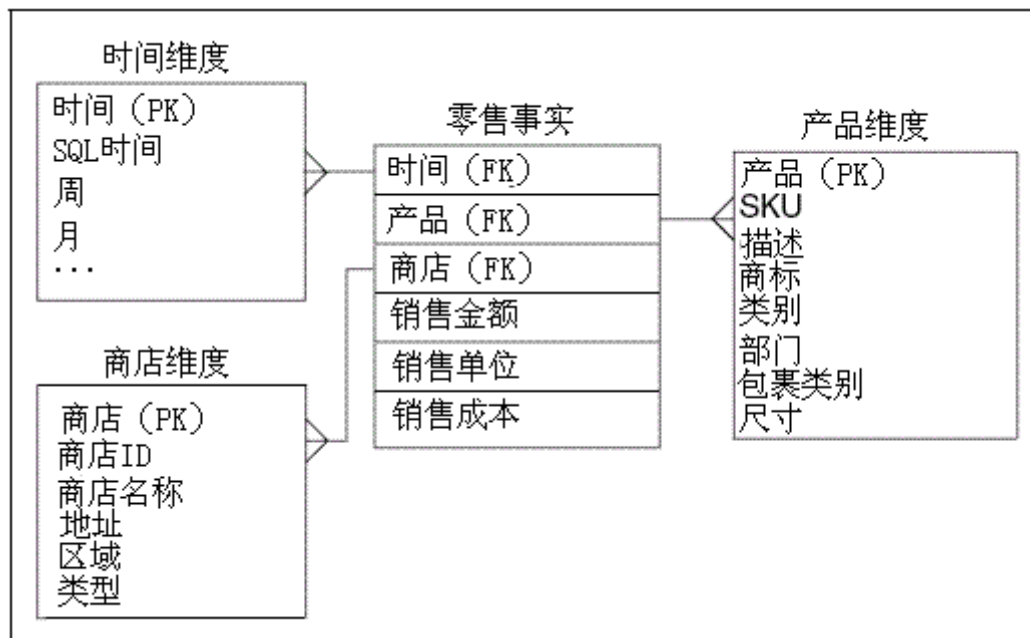 时间维度
时间（PK）
SQL时间
周
月
...
商店维度
商店（PK）
商店ID
商店名称
地址
区域
类型
零售事实
时间（FK）
产品（FK）
商店（FK）
销售金额
销售单位
销售成本
产品维度
产品（PK）
SKU
描述
商标
类别
部门
包裹类别
尺寸